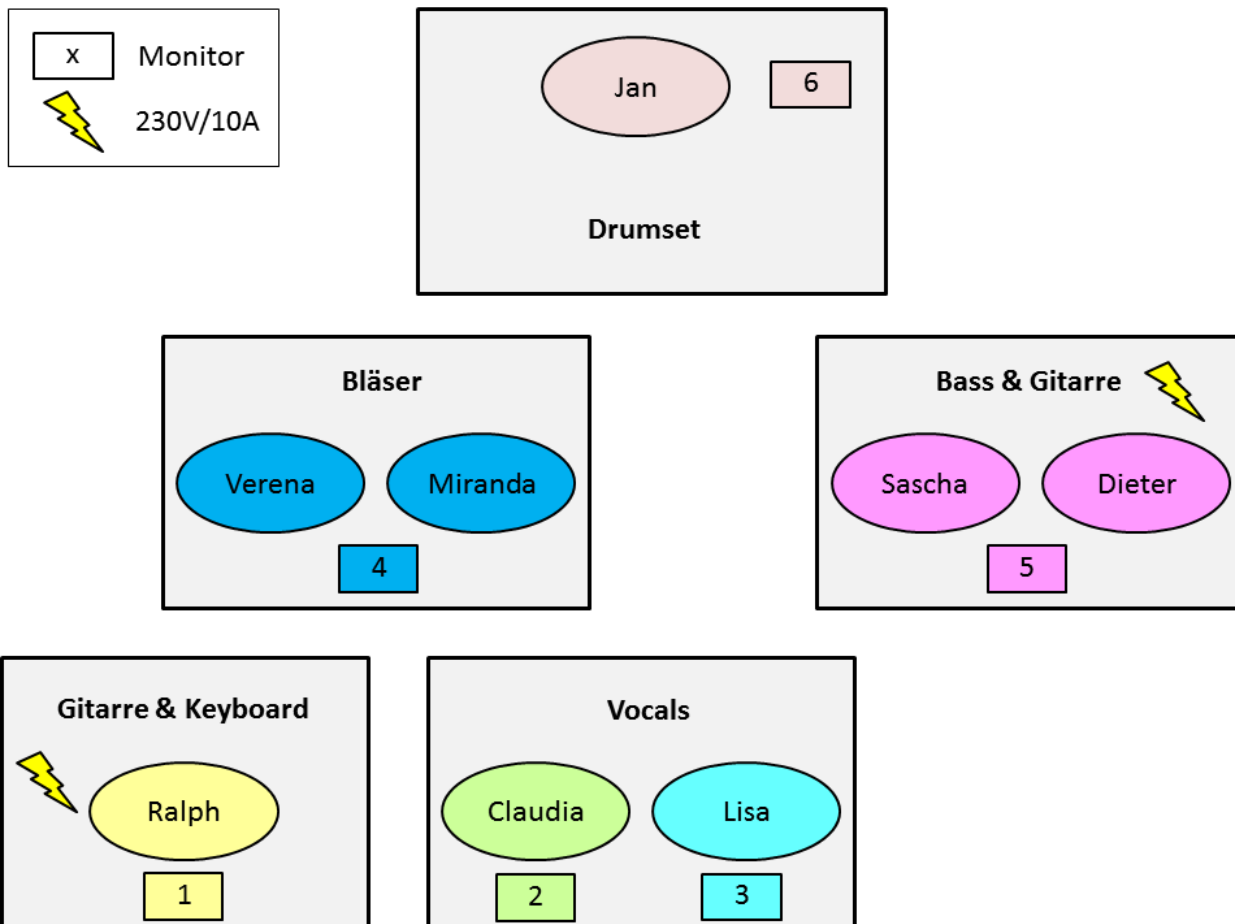 x Monitor
230V/10A
Jan 6
Drumset
Bläser
Verena Miranda
4
Bass & Gitarre
Sascha Dieter
5
Gitarre & Keyboard
Ralph
1
Vocals
Claudia Lisa
2 3